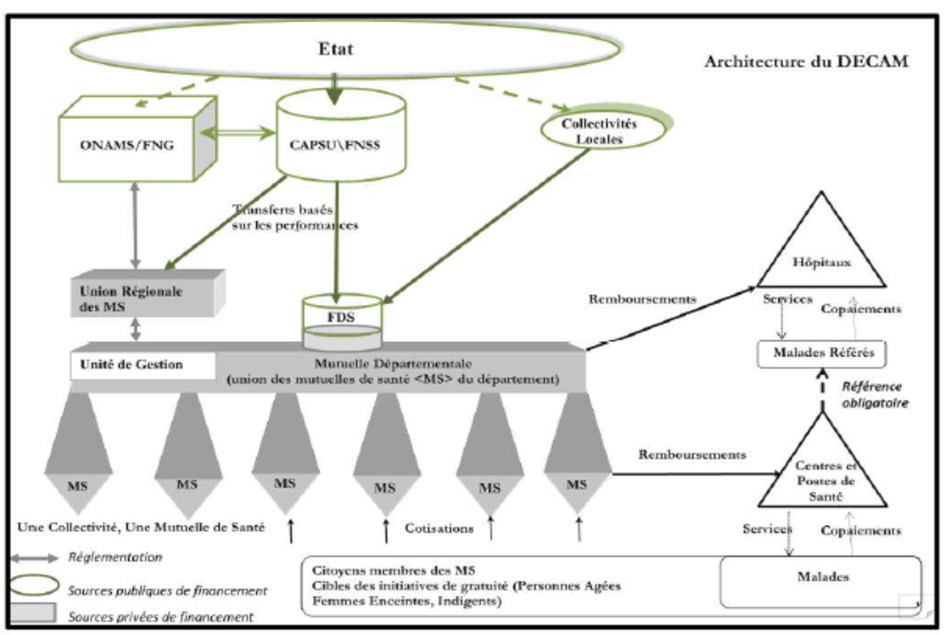 Etat
Architecture du DECAM
ONAMS/FNG
CAPSU\FNSS
Collectivités
Locales
Transferts basés
sur les performances
Hôpitaux
Union Régionale
des MS
Remboursements
Services
Copaiements
FDS
Malades Référés
Unité de Gestion
Mutuelle Départementale
(union des mutuelles de santé <MS> du département)
Référence
obligatoire
Remboursements
Centres et
Postes de
Santé
MS
MS
MS
MS
MS
MS
Une Collectivité, Une Mutuelle de Santé
Cotisations
Services
Copaiements
Réglementation
Citoyens membres des MS
Cibles des initiatives de gratuité (Personnes Agées
Femmes Enceintes, Indigents)
Malades
Sources publiques de financement
Sources privées de financement